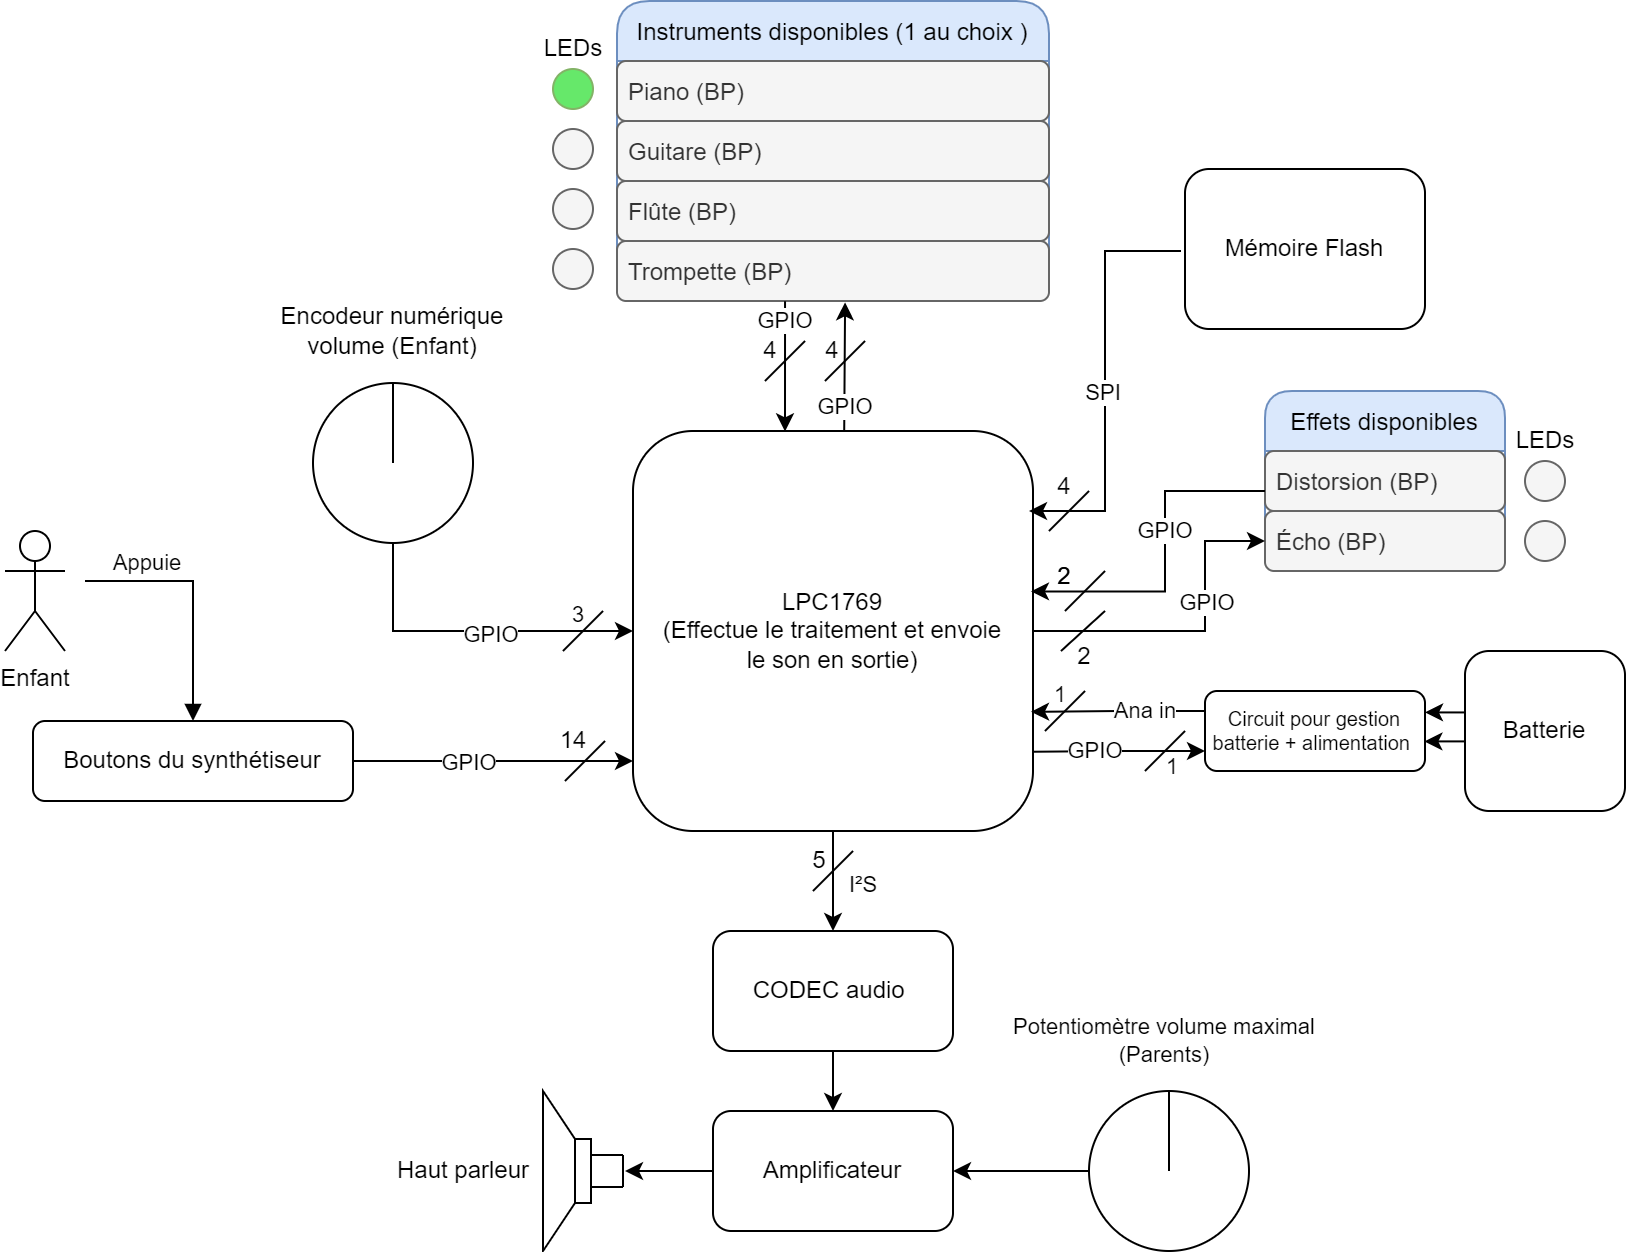 Instruments disponibles (1 au choix )
LEDs
Piano (BP)
Guitare (BP)
Flûte (BP)
Trompette (BP)
GPIO
4
4
GPIO
Mémoire Flash
SPI
4
Encodeur numérique
volume (Enfant)
GPIO
3
Effets disponibles
LEDs
Distorsion (BP)
Écho (BP)
GPIO
2
GPIO
2
Appuie
Enfant
Boutons du synthétiseur
GPIO
14
LPC1769
(Effectue le traitement et envoie
le son en sortie)
1
Ana in
GPIO
1
Circuit pour gestion
batterie + alimentation
Batterie
5
I²S
CODEC audio
Potentiomètre volume maximal
(Parents)
Haut parleur
Amplificateur